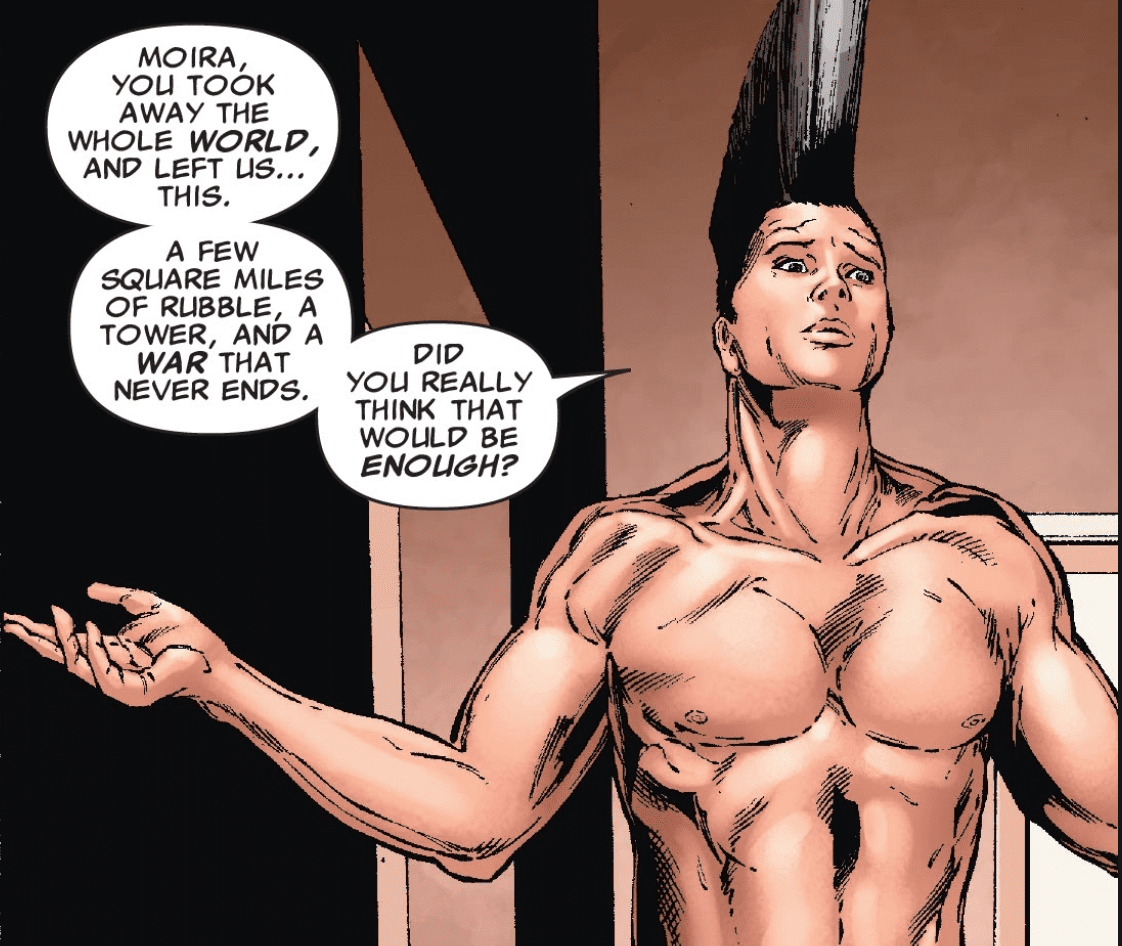 MOIRA,
YOU TOOK
AWAY THE
WHOLE WORLD,
AND LEFT US...
THIS.
A FEW
SQUARE MILES
OF RUBBLE, A
TOWER, AND A
WAR THAT
NEVER ENDS.
DID
YOU REALLY
THINK THAT
WOULD BE
ENOUGH?